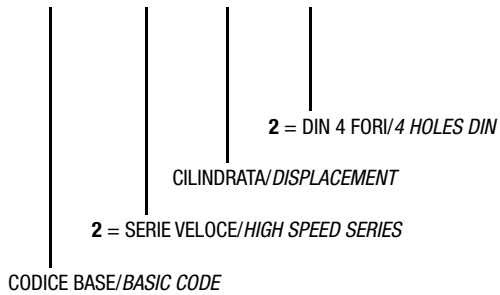 2 = DIN 4 FORI/4 HOLES DIN
CILINDRATA/DISPLACEMENT
2 = SERIE VELOCE/HIGH SPEED SERIES
CODICE BASE/BASIC CODE